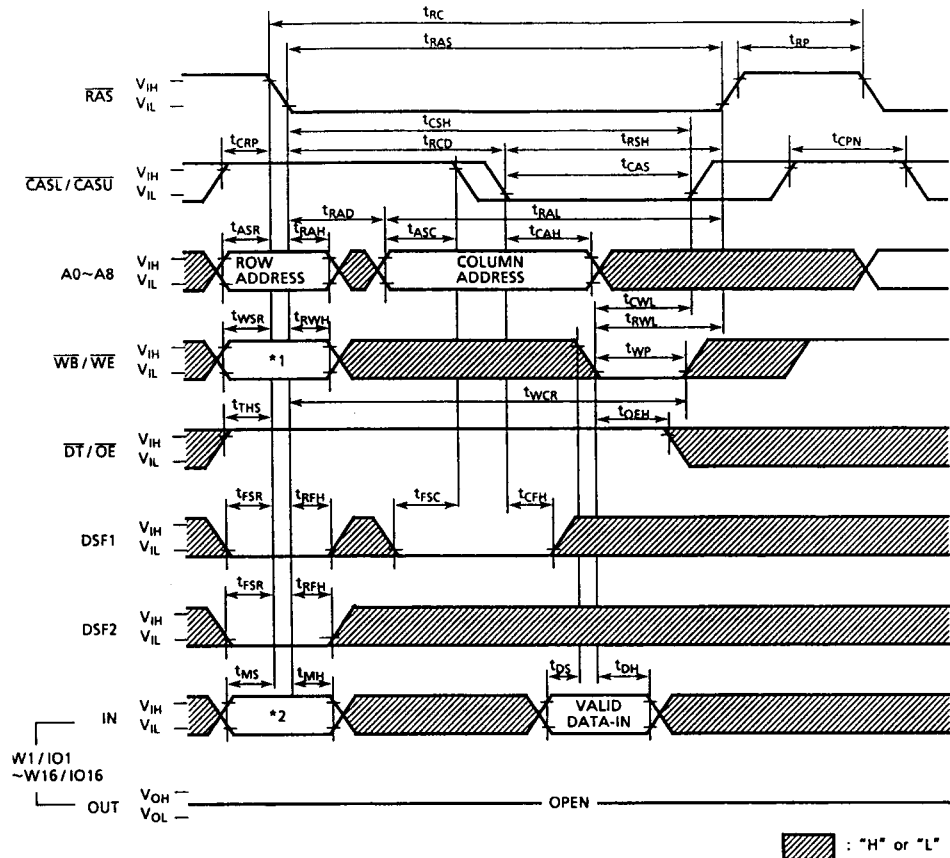 tRC
tRAS
tRP
RAS
VIH
VIL
tCSH
tCRP
tRCD
tRSH
tCPN
CASL / CASU
VIH
VIL
tCAS
tRAD
tRAL
tASR
tRAH
tASC
tCAH
A0~A8
VIH
VIL
ROW
ADDRESS
COLUMN
ADDRESS
tCWL
tWSR
tRWH
tRWL
WB / WE
VIH
VIL
*1
tWP
tWCR
tTHS
tOEH
DT / OE
VIH
VIL
tFSR
tRFH
tFSC
tCFH
DSF1
VIH
VIL
tFSR
tRFH
DSF2
VIH
VIL
tMS
tMH
tDS
tDH
IN
VIH
VIL
*2
VALID
DATA-IN
W1 / IO1
~W16 / IO16
OUT
VOH
VOL
OPEN
: "H" or "L"